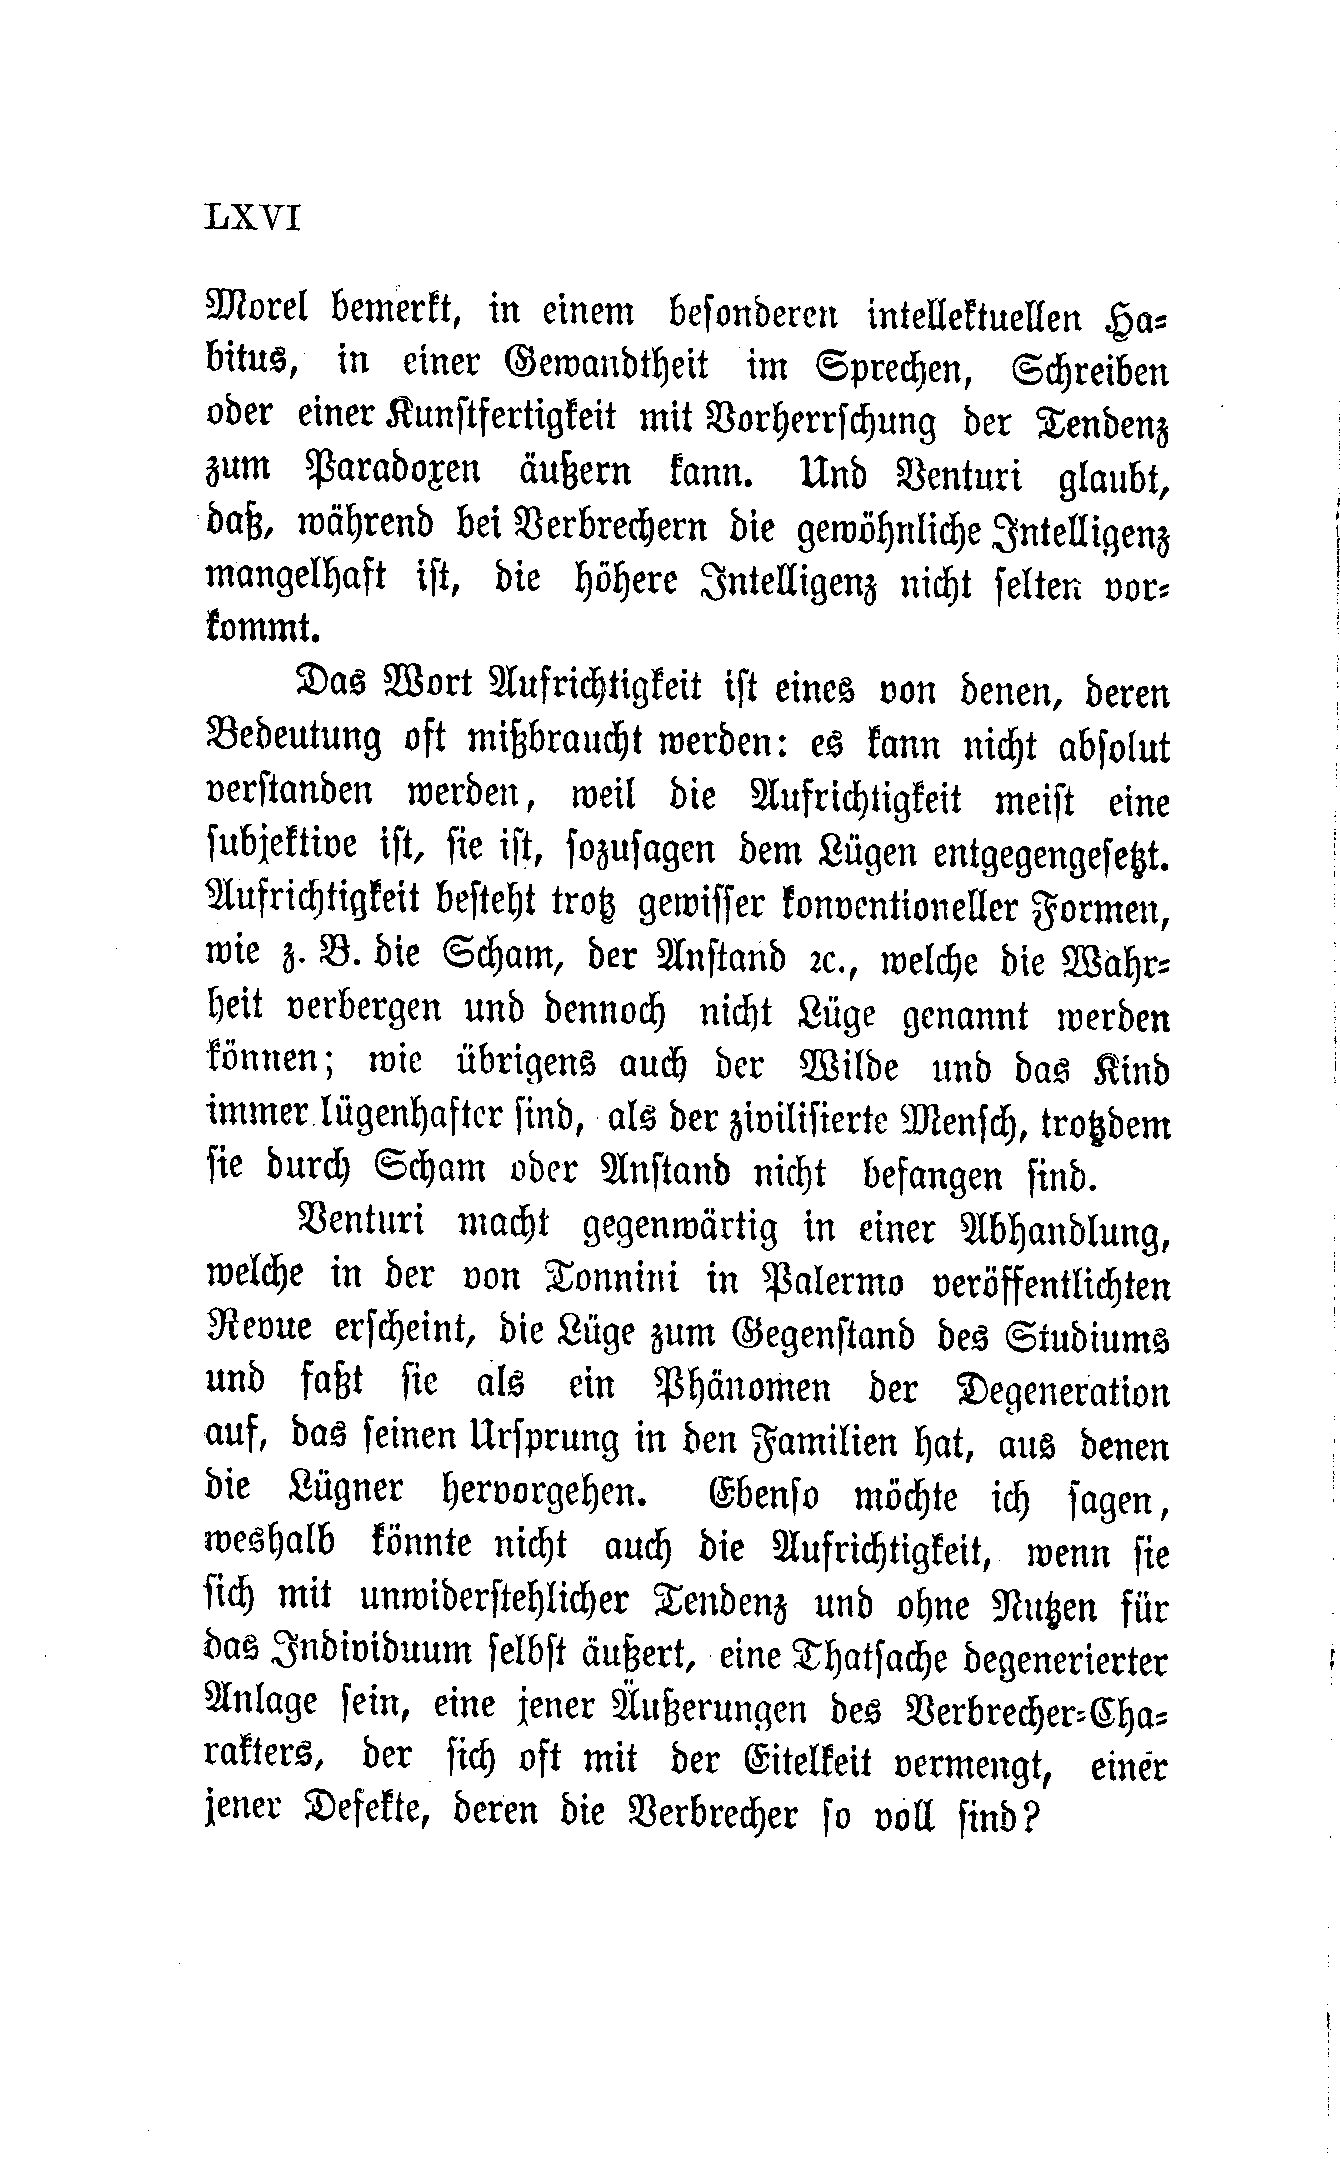 LXVI
Morel bemerkt, in einem besonderen intellektuellen Ha-
bitus, in einer Gewandtheit im Sprechen, Schreiben
oder einer Kunstfertigkeit mit Vorherrschung der Tendenz
zum Paradoxen äußern kann. Und Venturi glaubt,
daß, während bei Verbrechern die gewöhnliche Intelligenz
mangelhaft ist, die höhere Intelligenz nicht selten vor-
kommt.
Das Wort Aufrichtigkeit ist eines von denen, deren
Bedeutung oft mißbraucht werden: es kann nicht absolut
verstanden werden, weil die Aufrichtigkeit meist eine
subjektive ist, sie ist, sozusagen dem Lügen entgegengesetzt.
Aufrichtigkeit besteht trotz gewisser konventioneller Formen,
wie z. B. die Scham, der Anstand ꝛc., welche die Wahr-
heit verbergen und dennoch nicht Lüge genannt werden
können; wie übrigens auch der Wilde und das Kind
immer lügenhafter sind, als der zivilisierte Mensch, trotzdem
sie durch Scham oder Anstand nicht befangen sind.
Venturi macht gegenwärtig in einer Abhandlung,
welche in der von Tonnini in Palermo veröffentlichten
Revue erscheint, die Lüge zum Gegenstand des Studiums
und faßt sie als ein Phänomen der Degeneration
auf, das seinen Ursprung in den Familien hat, aus denen
die Lügner hervorgehen. Ebenso möchte ich sagen,
weshalb könnte nicht auch die Aufrichtigkeit, wenn sie
sich mit unwiderstehlicher Tendenz und ohne Nutzen für
das Individuum selbst äußert, eine Thatsache degenerierter
Anlage sein, eine jener Äußerungen des Verbrecher-Cha-
rakters, der sich oft mit der Eitelkeit vermengt, einer
jener Defekte, deren die Verbrecher so voll sind?